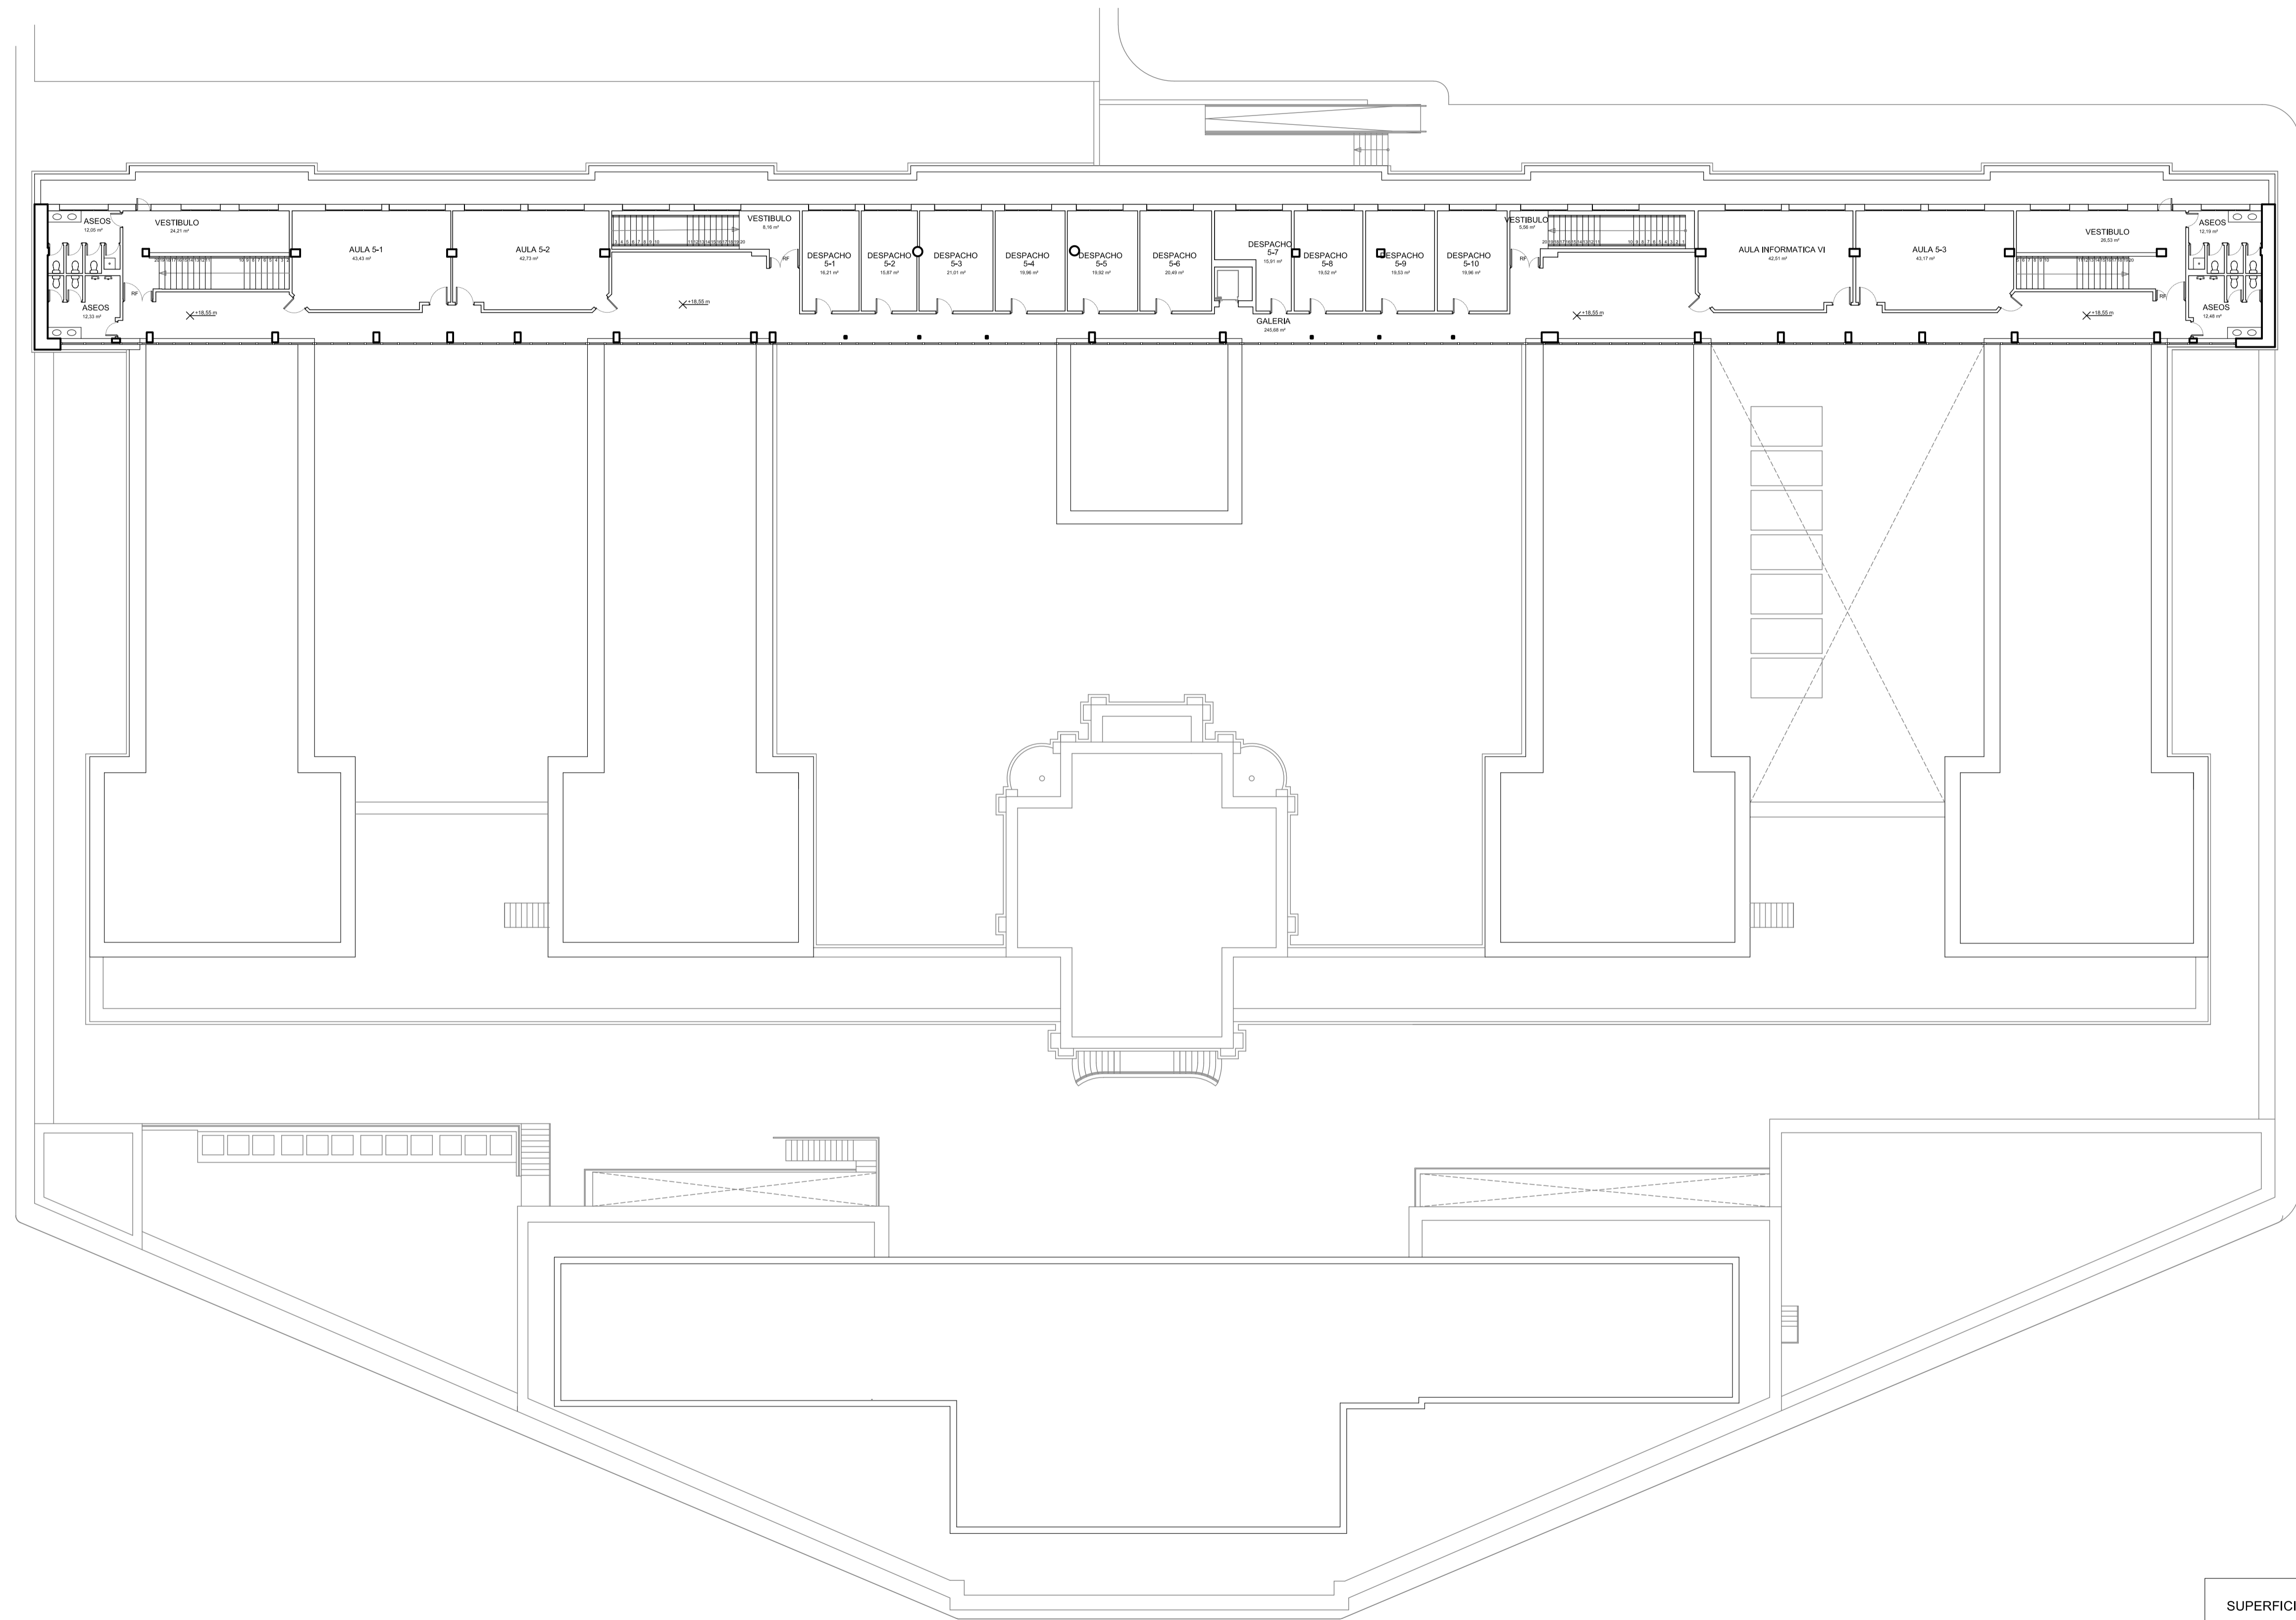 ASEOS
12,05 m²
VESTIBULO
24,21 m²
AULA 5-1
43,43 m²
AULA 5-2
42,73 m²
VESTIBULO
8,16 m²
DESPACHO
5-1
16,21 m²
DESPACHO
5-2
15,87 m²
DESPACHO
5-3
21,01 m²
DESPACHO
5-4
19,96 m²
DESPACHO
5-5
19,92 m²
DESPACHO
5-6
20,49 m²
DESPACHO
5-7
15,91 m²
DESPACHO
5-8
19,52 m²
DESPACHO
5-9
19,53 m²
DESPACHO
5-10
19,96 m²
VESTIBULO
5,56 m²
AULA INFORMATICA VI
42,51 m²
AULA 5-3
43,17 m²
VESTIBULO
26,53 m²
ASEOS
12,19 m²
RF
RF
RF
RF
ASEOS
12,33 m²
+18,55 m
+18,55 m
GALERIA
245,68 m²
+18,55 m
+18,55 m
ASEOS
12,48 m²
SUPERFICI